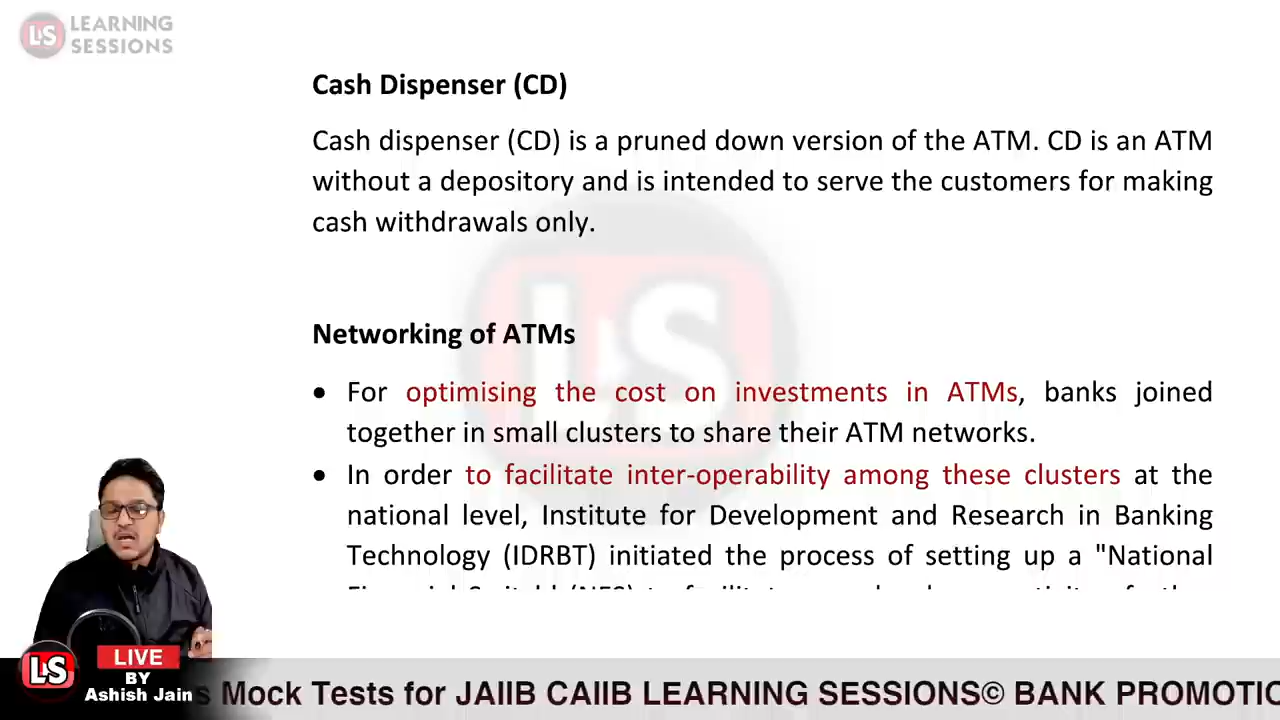 LS LEARNING
SESSIONS
Cash Dispenser (CD)
Cash dispenser (CD) is a pruned down version of the ATM. CD is an ATM
without a depository and is intended to serve the customers for making
cash withdrawals only.
LS
Networking of ATMs
• For optimising the cost on investments in ATMs, banks joined
together in small clusters to share their ATM networks.
• In order to facilitate inter-operability among these clusters at the
national level, Institute for Development and Research in Banking
Technology (IDRBT) initiated the process of setting up a "National
LS
LIVE
BY
Ashish Jain
s Mock Tests for JAIIB CAIIB LEARNING SESSIONS© BANK PROMOTIO